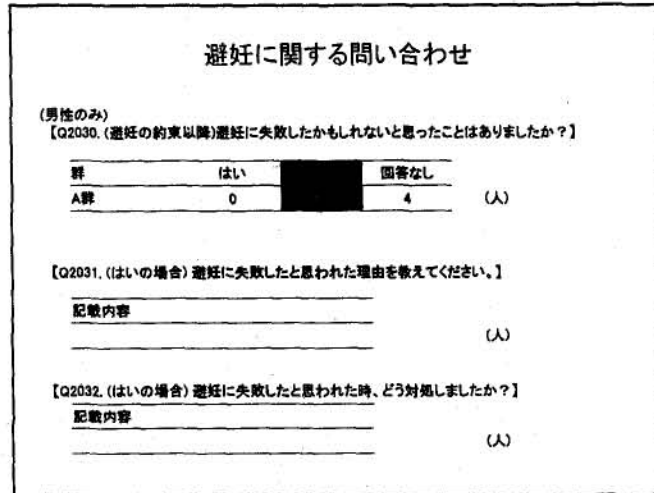 避妊に関する問い合わせ
(男性のみ)
【Q2030.(避妊の約束以降)避妊に失敗したかもしれないと思ったことはありましたか？】
群 はい 回答なし
A群 0 4 (人)
【Q2031.(はいの場合) 避妊に失敗したと思われた理由を教えてください。】
記載内容
(人)
【Q2032.(はいの場合) 避妊に失敗したと思われた時、どう対処しましたか？】
記載内容
(人)